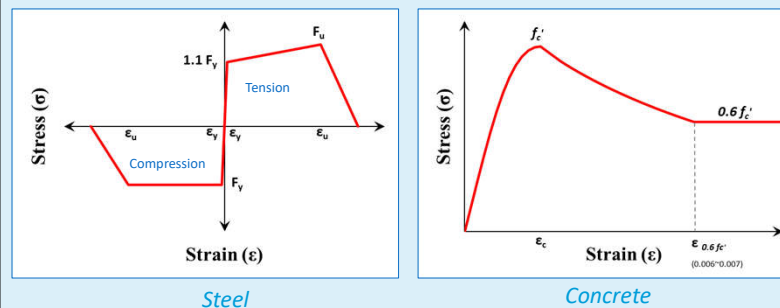 F_u
1.1 F_y
Tension
Stress (σ)
ε_u ε_y ε_y ε_u
Compression
F_y
Strain (ε)
Steel
f_c'
0.6 f_c'
Stress (σ)
ε_c
Strain (ε)
ε 0.6 fc'
(0.006~0.007)
Concrete